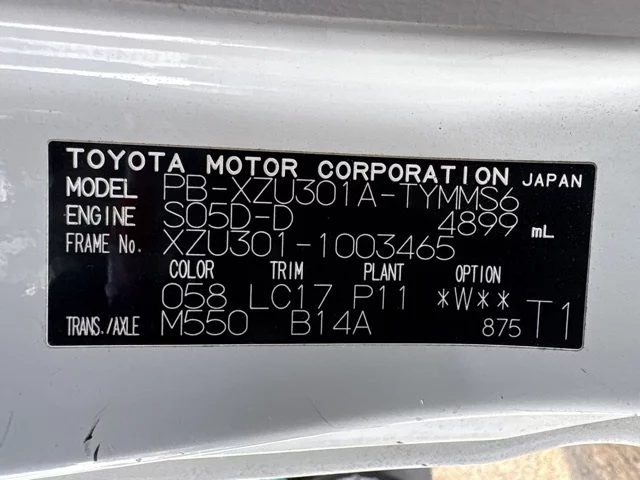 TOYOTA MOTOR CORPORATION JAPAN
MODEL PB-XZU301A-TYMMS6
ENGINE S05D-D 4899 mL
FRAME No. XZU301-1003465
COLOR TRIM PLANT OPTION
058 LC17 P11 *W**
TRANS./AXLE M550 B14A 875 T1